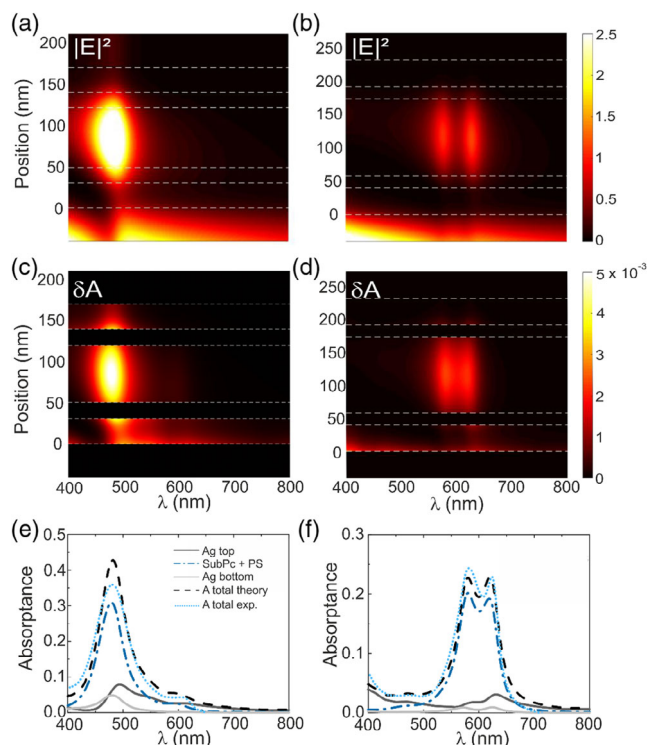 (a)
|E|²
200
150
100
50
0
Position (nm)
(b)
|E|²
250
200
150
100
50
0
Position (nm)
2.5
2
1.5
1
0.5
0
(c)
δA
200
150
100
50
0
Position (nm)
400 500 600 700 800
λ (nm)
(d)
δA
250
200
150
100
50
0
Position (nm)
400 500 600 700 800
λ (nm)
5 x 10⁻³
4
3
2
1
0
(e)
0.5
0.4
0.3
0.2
0.1
0.0
Absorptance
Ag top
SubPc + PS
Ag bottom
A total theory
A total exp.
400 500 600 700 800
λ (nm)
(f)
0.3
0.2
0.1
0.0
Absorptance
400 500 600 700 800
λ (nm)